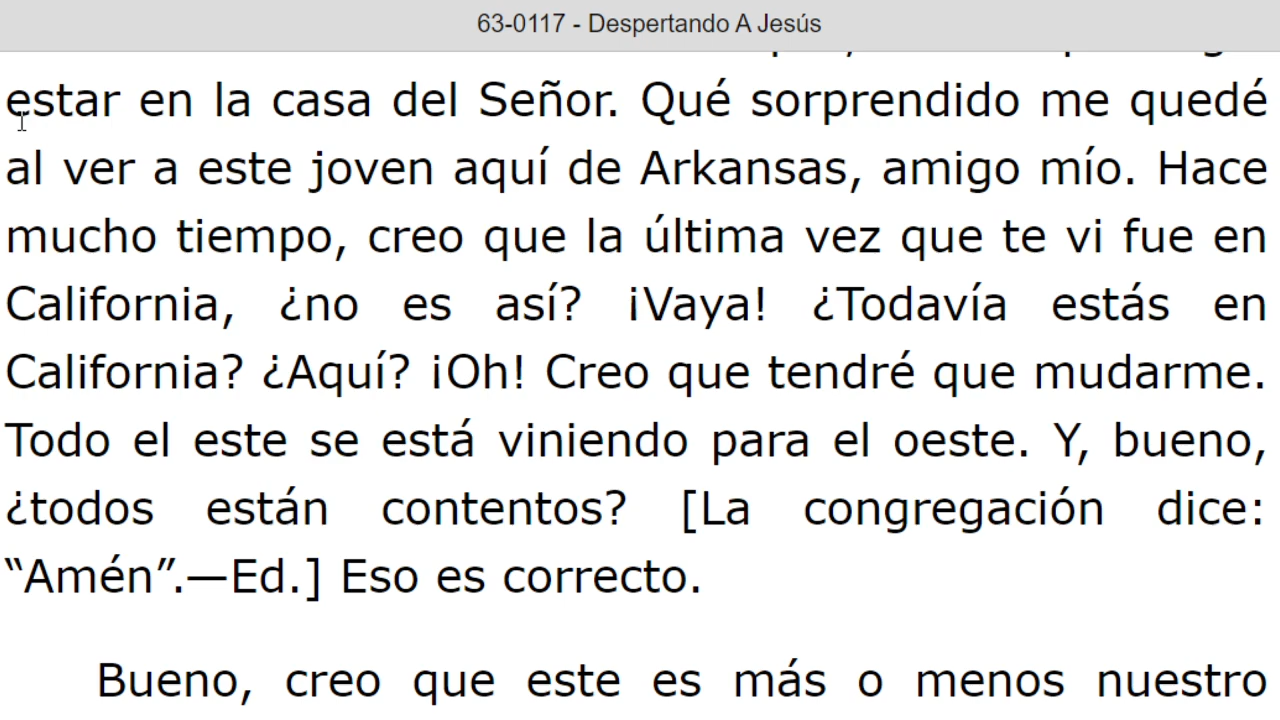 63-0117 - Despertando A Jesús
estar en la casa del Señor. Qué sorprendido me quedé
al ver a este joven aquí de Arkansas, amigo mío. Hace
mucho tiempo, creo que la última vez que te vi fue en
California, ¿no es así? ¡Vaya! ¿Todavía estás en
California? ¿Aquí? ¡Oh! Creo que tendré que mudarme.
Todo el este se está viniendo para el oeste. Y, bueno,
¿todos están contentos? [La congregación dice:
“Amén”.—Ed.] Eso es correcto.
Bueno, creo que este es más o menos nuestro